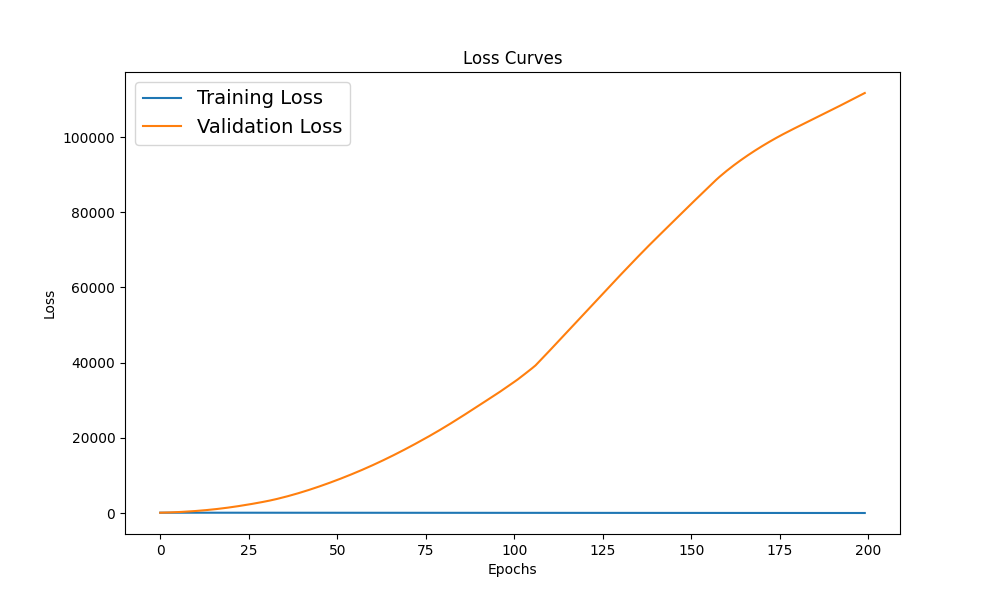 Loss Curves
Training Loss
Validation Loss
100000
80000
60000
40000
20000
0
Loss
0 25 50 75 100 125 150 175 200
Epochs